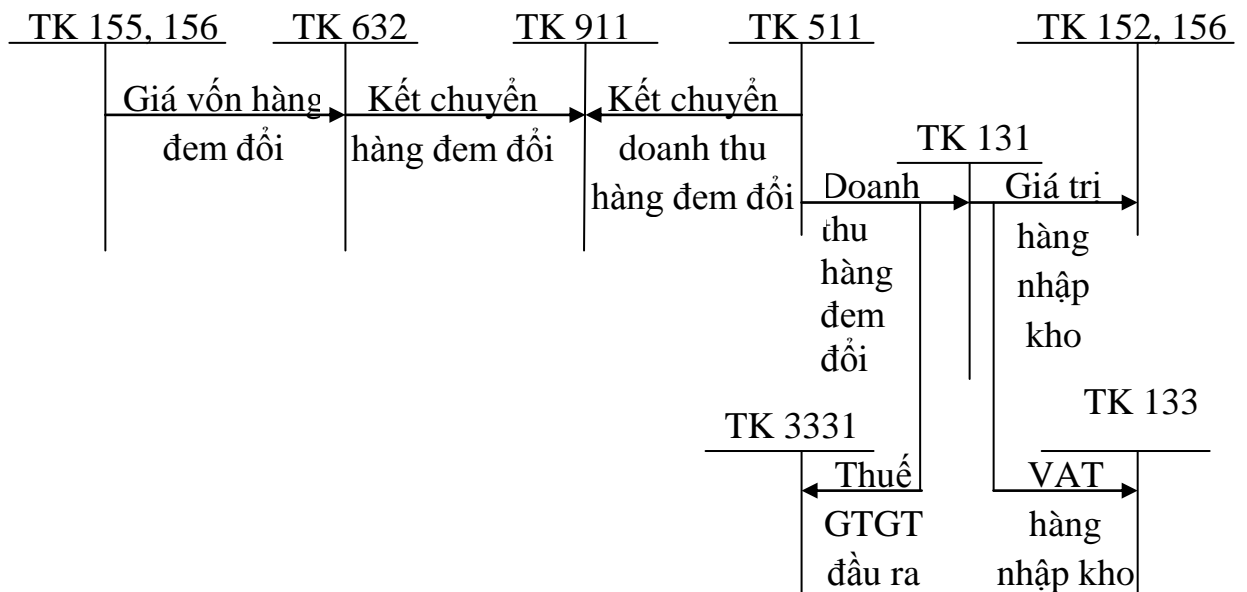 TK 155, 156
TK 632
TK 911
TK 511
TK 152, 156
Giá vốn hàng
đem đổi
Kết chuyển
hàng đem đổi
Kết chuyển
doanh thu
hàng đem đổi
TK 131
Doanh
thu
hàng
đem
đổi
Giá trị
hàng
nhập
kho
TK 3331
TK 133
Thuế
GTGT
đầu ra
VAT
hàng
nhập kho